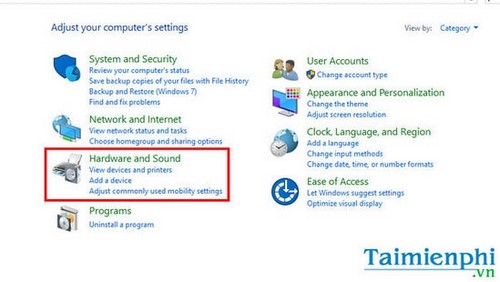 Adjust your computer's settings
View by: Category
System and Security
Review your computer's status
Save backup copies of your files with File History
Backup and Restore (Windows 7)
Find and fix problems
Network and Internet
View network status and tasks
Choose homegroup and sharing options
Hardware and Sound
View devices and printers
Add a device
Adjust commonly used mobility settings
Programs
Uninstall a program
User Accounts
Change account type
Appearance and Personalization
Change the theme
Adjust screen resolution
Clock, Language, and Region
Add a language
Change input methods
Change date, time, or number formats
Ease of Access
Let Windows suggest settings
Optimize visual display
Taimienphi
.vn